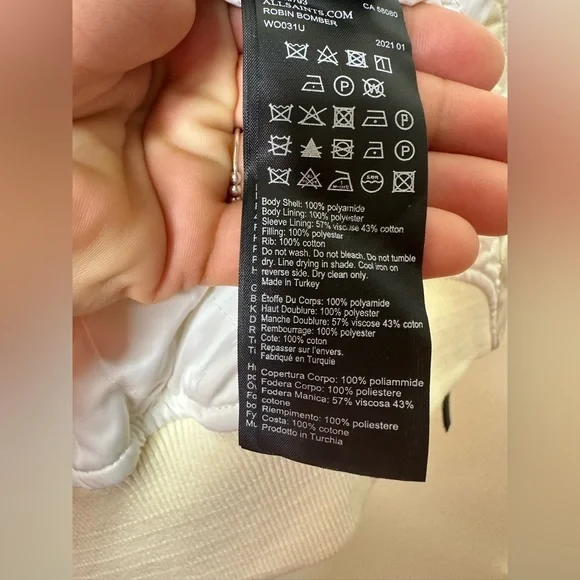 ALLSAINTS.COM
CA 58080
ROBIN BOMBER
WO031U
2021 01
Body Shell: 100% polyamide
Body Lining: 100% polyester
Sleeve Lining: 57% viscose 43% cotton
Filling: 100% polyester
Rib: 100% cotton
Do not wash. Do not bleach. Do not tumble
dry. Line drying in shade. Cool iron on
reverse side. Dry clean only.
Made in Turkey
Étoffe Du Corps: 100% polyamide
Haut Doublure: 100% polyester
Manche Doublure: 57% viscose 43% coton
Rembourrage: 100% polyester
Cote: 100% coton
Repasser sur l'envers.
Fabriqué en Turquie
Copertura Corpo: 100% poliammide
Fodera Corpo: 100% poliestere
Fodera Manica: 57% viscosa 43%
cotone
Riempimento: 100% poliestere
Costa: 100% cotone
Prodotto in Turchia